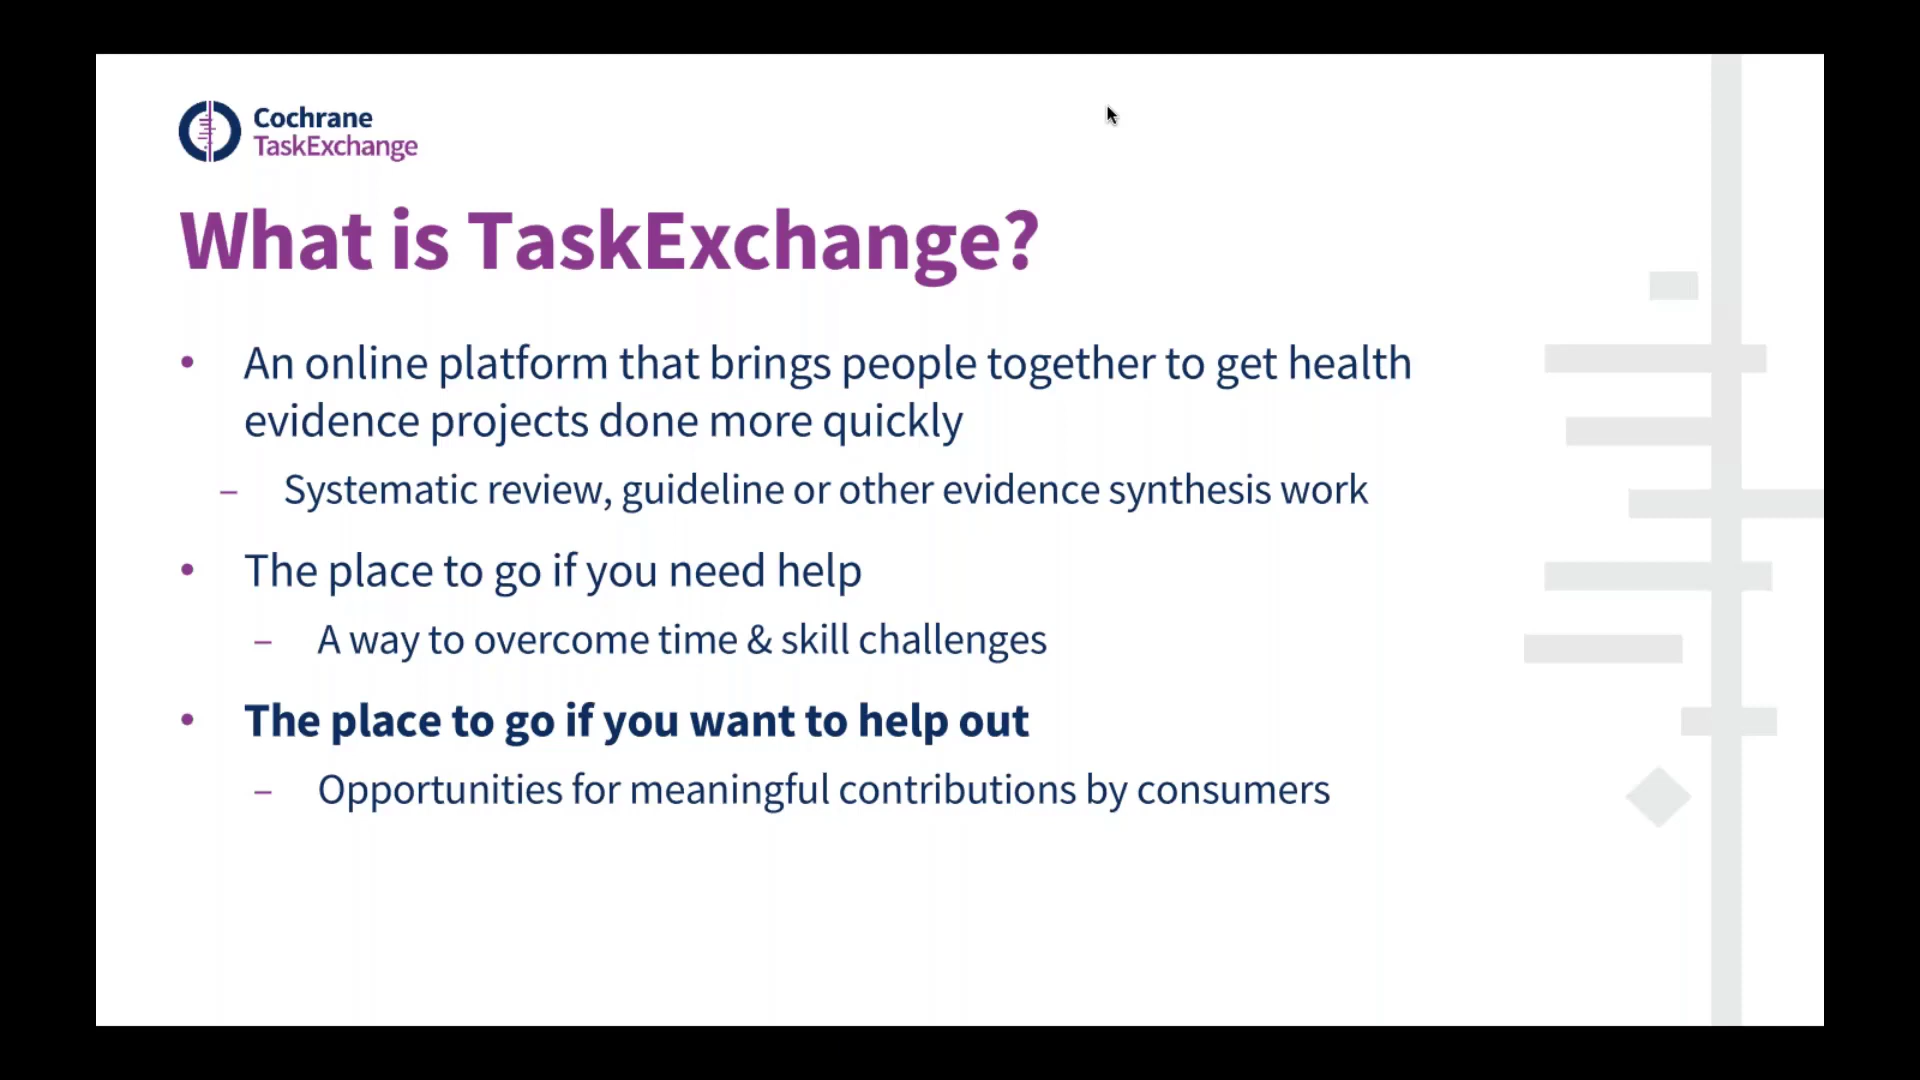 Cochrane
TaskExchange
What is TaskExchange?
• An online platform that brings people together to get health
evidence projects done more quickly
– Systematic review, guideline or other evidence synthesis work
• The place to go if you need help
– A way to overcome time & skill challenges
• The place to go if you want to help out
– Opportunities for meaningful contributions by consumers